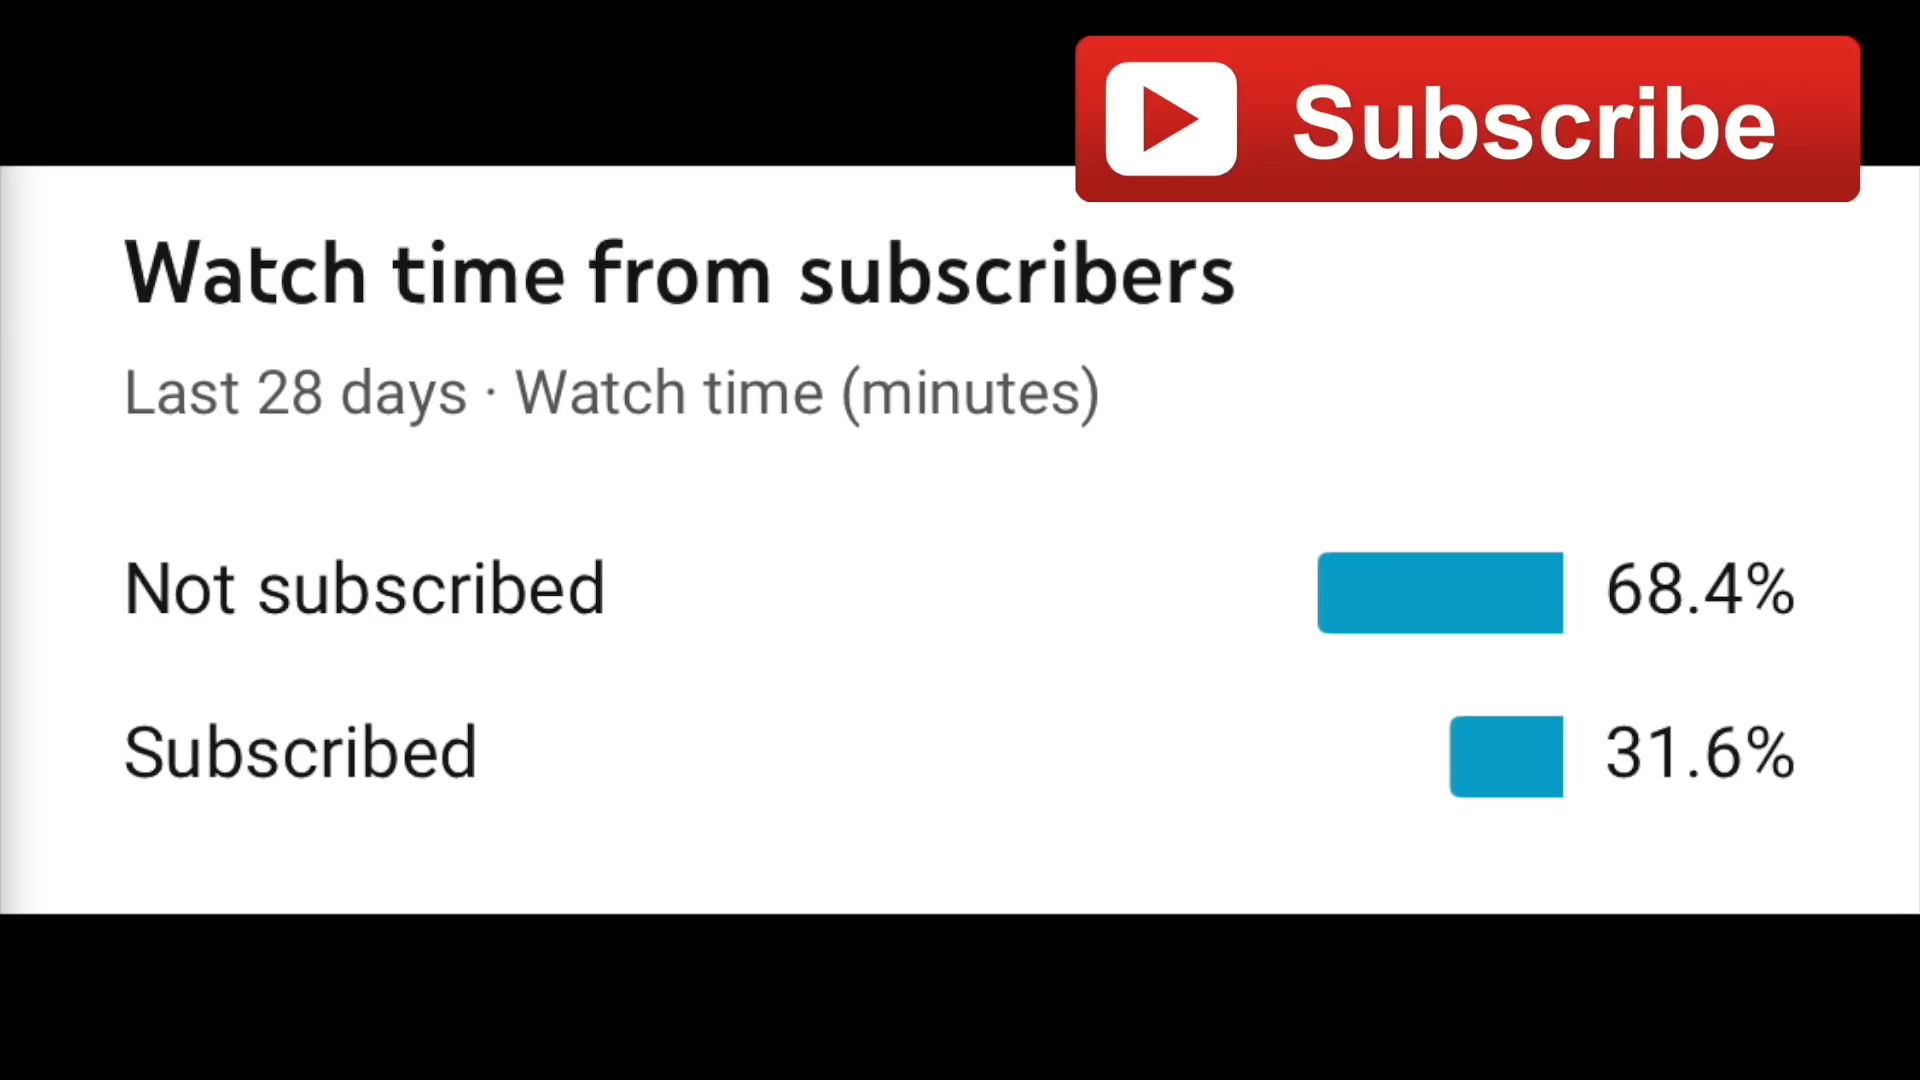 Subscribe
Watch time from subscribers
Last 28 days · Watch time (minutes)
Not subscribed 68.4%
Subscribed 31.6%